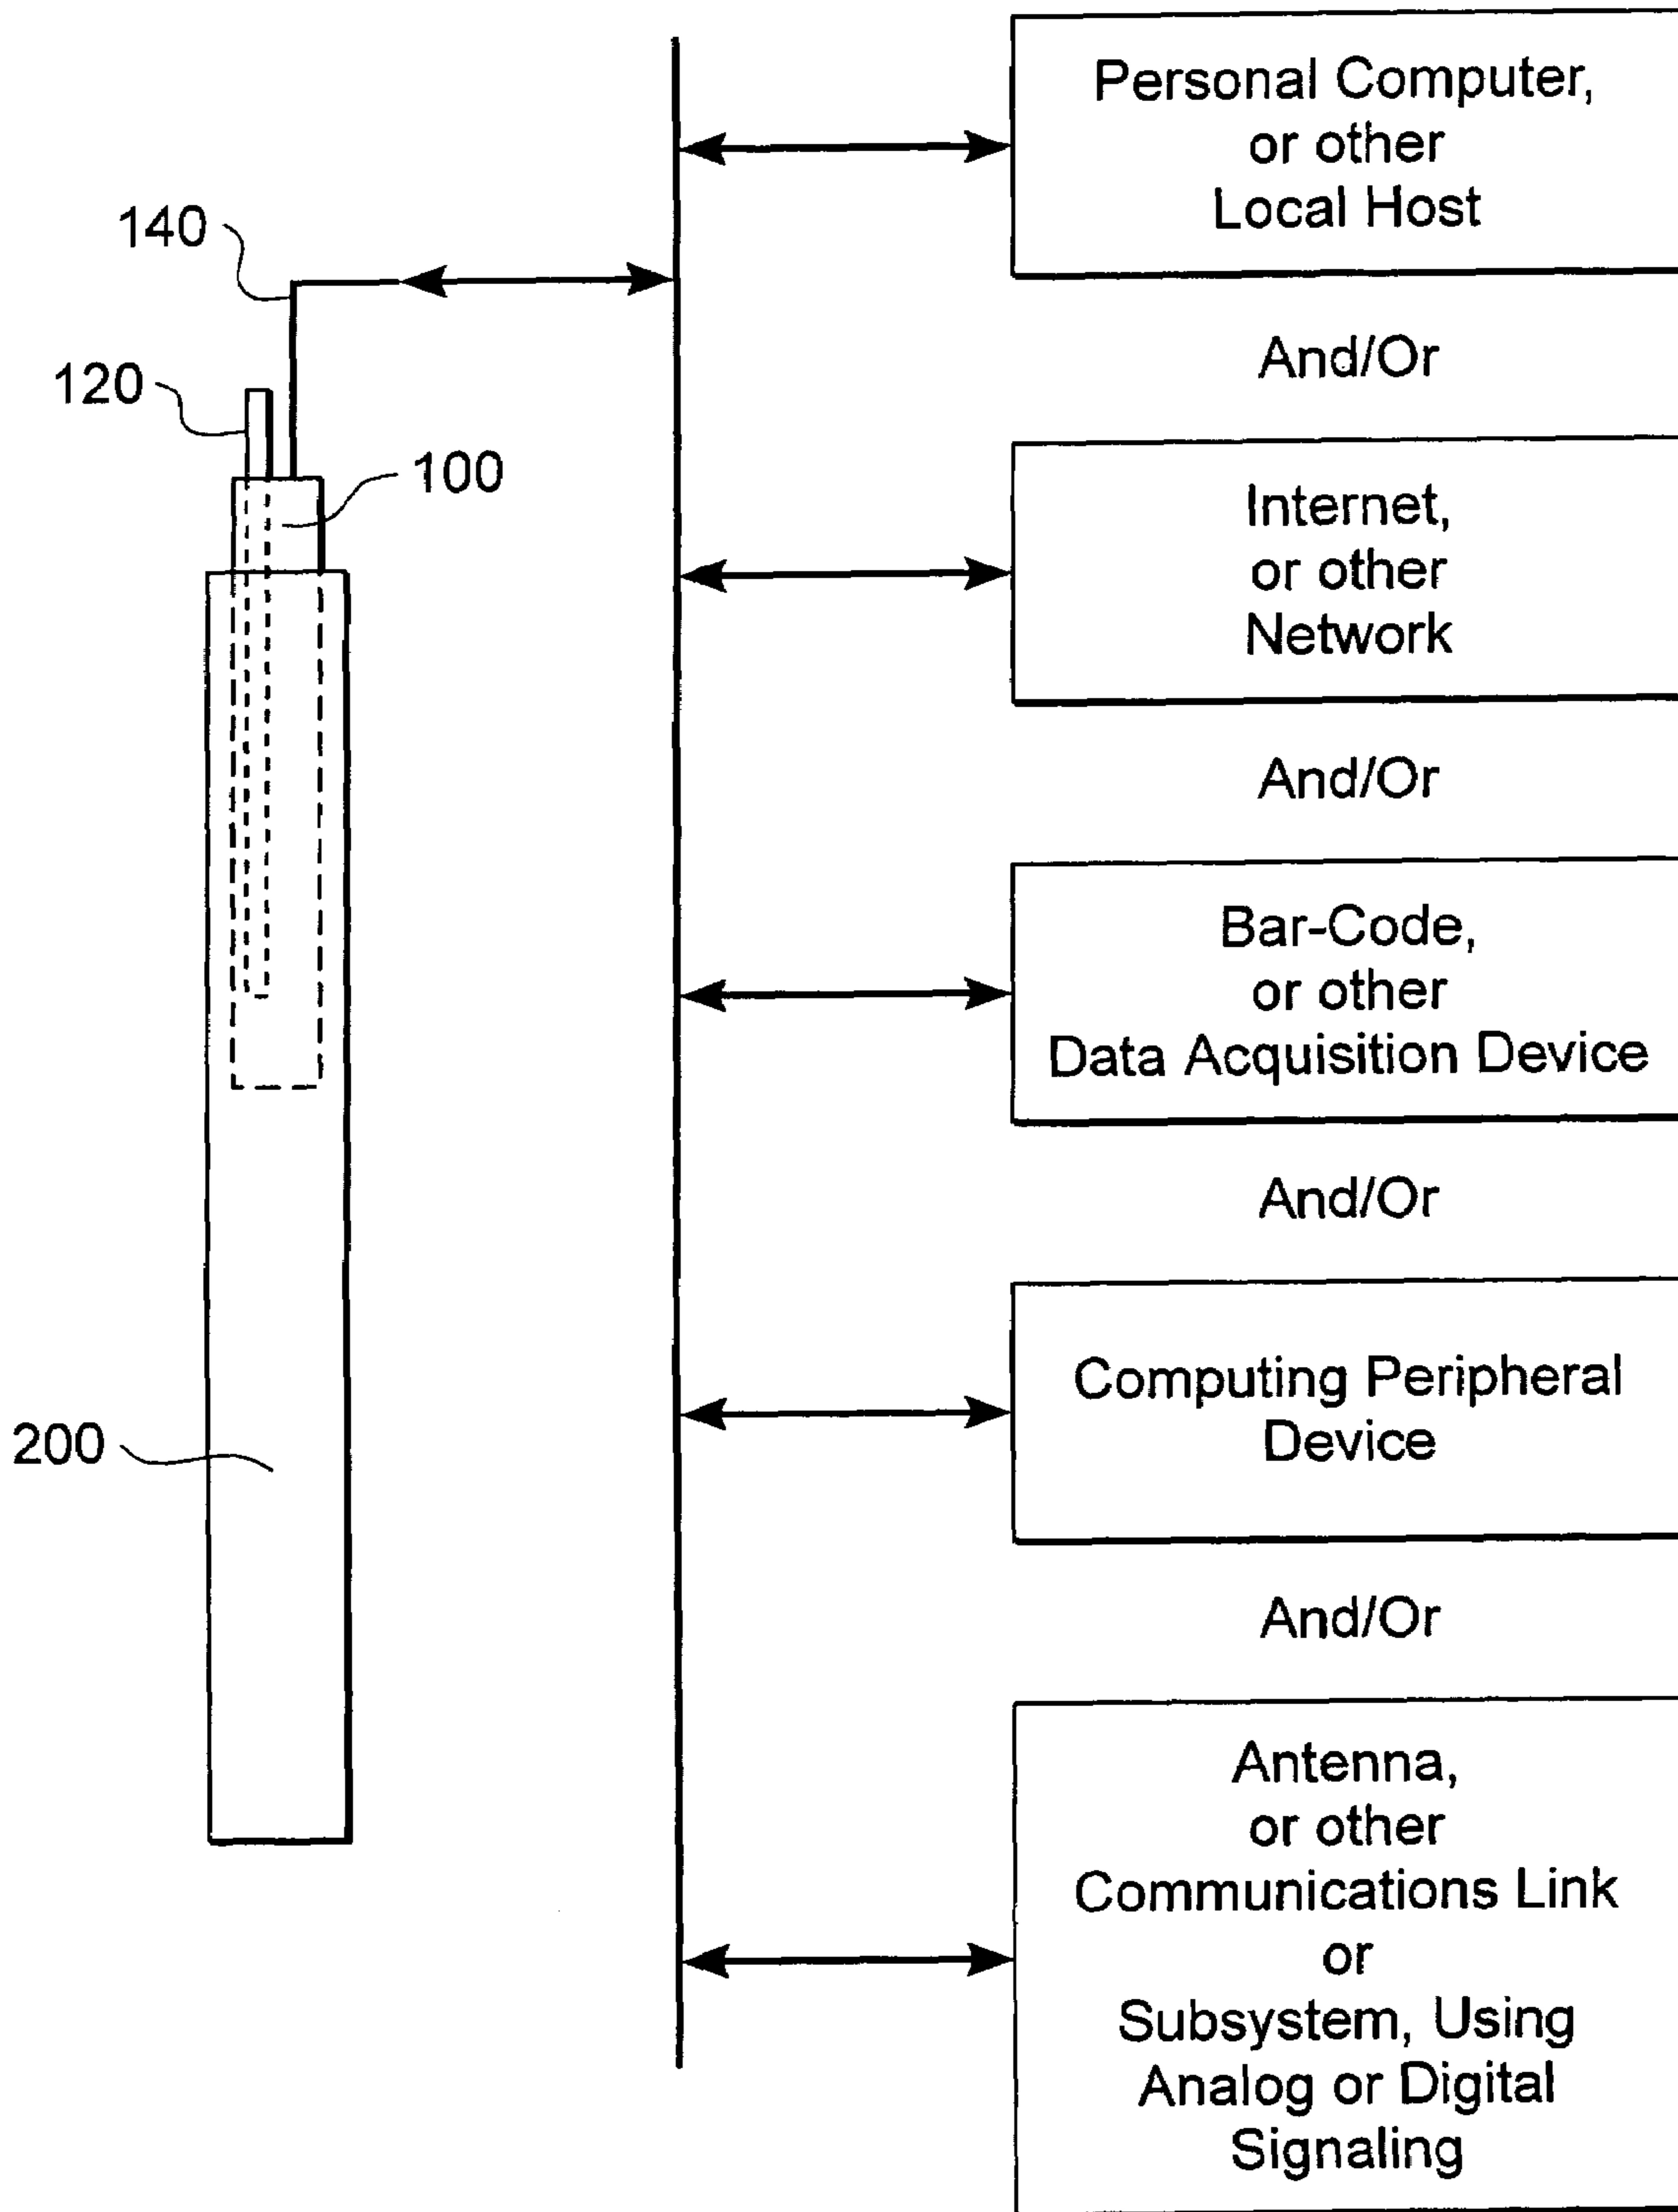 140
120
100
200
Personal Computer,
or other
Local Host
And/Or
Internet,
or other
Network
And/Or
Bar-Code,
or other
Data Acquisition Device
And/Or
Computing Peripheral
Device
And/Or
Antenna,
or other
Communications Link
or
Subsystem, Using
Analog or Digital
Signaling